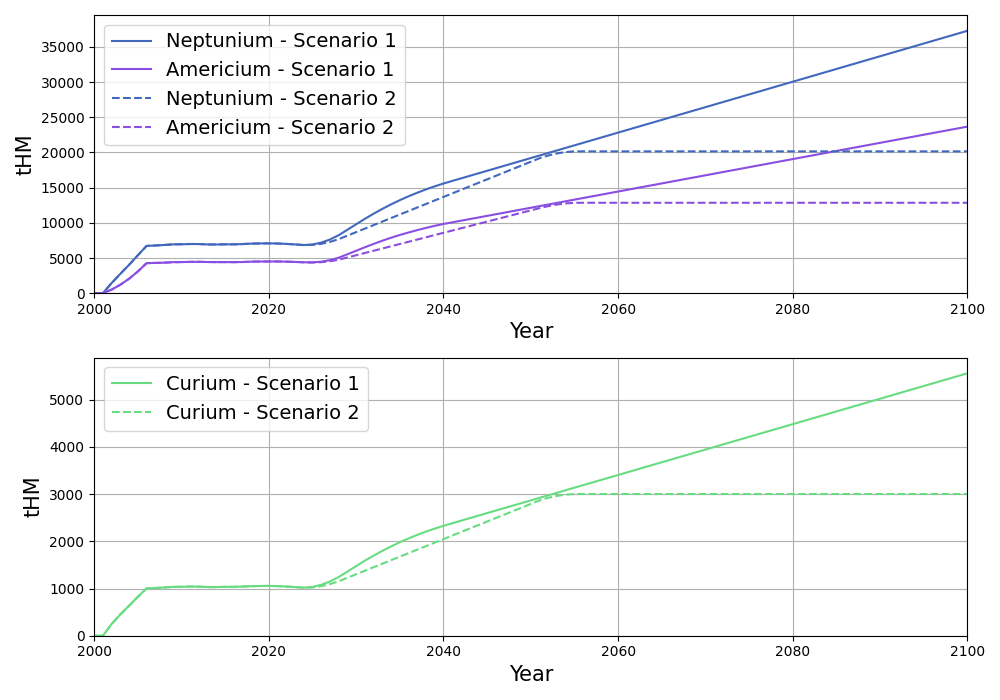 Neptunium - Scenario 1
Americium - Scenario 1
Neptunium - Scenario 2
Americium - Scenario 2
35000
30000
25000
20000
15000
10000
5000
0
tHM
2000 2020 2040 2060 2080 2100
Year
Curium - Scenario 1
Curium - Scenario 2
5000
4000
3000
2000
1000
0
tHM
2000 2020 2040 2060 2080 2100
Year